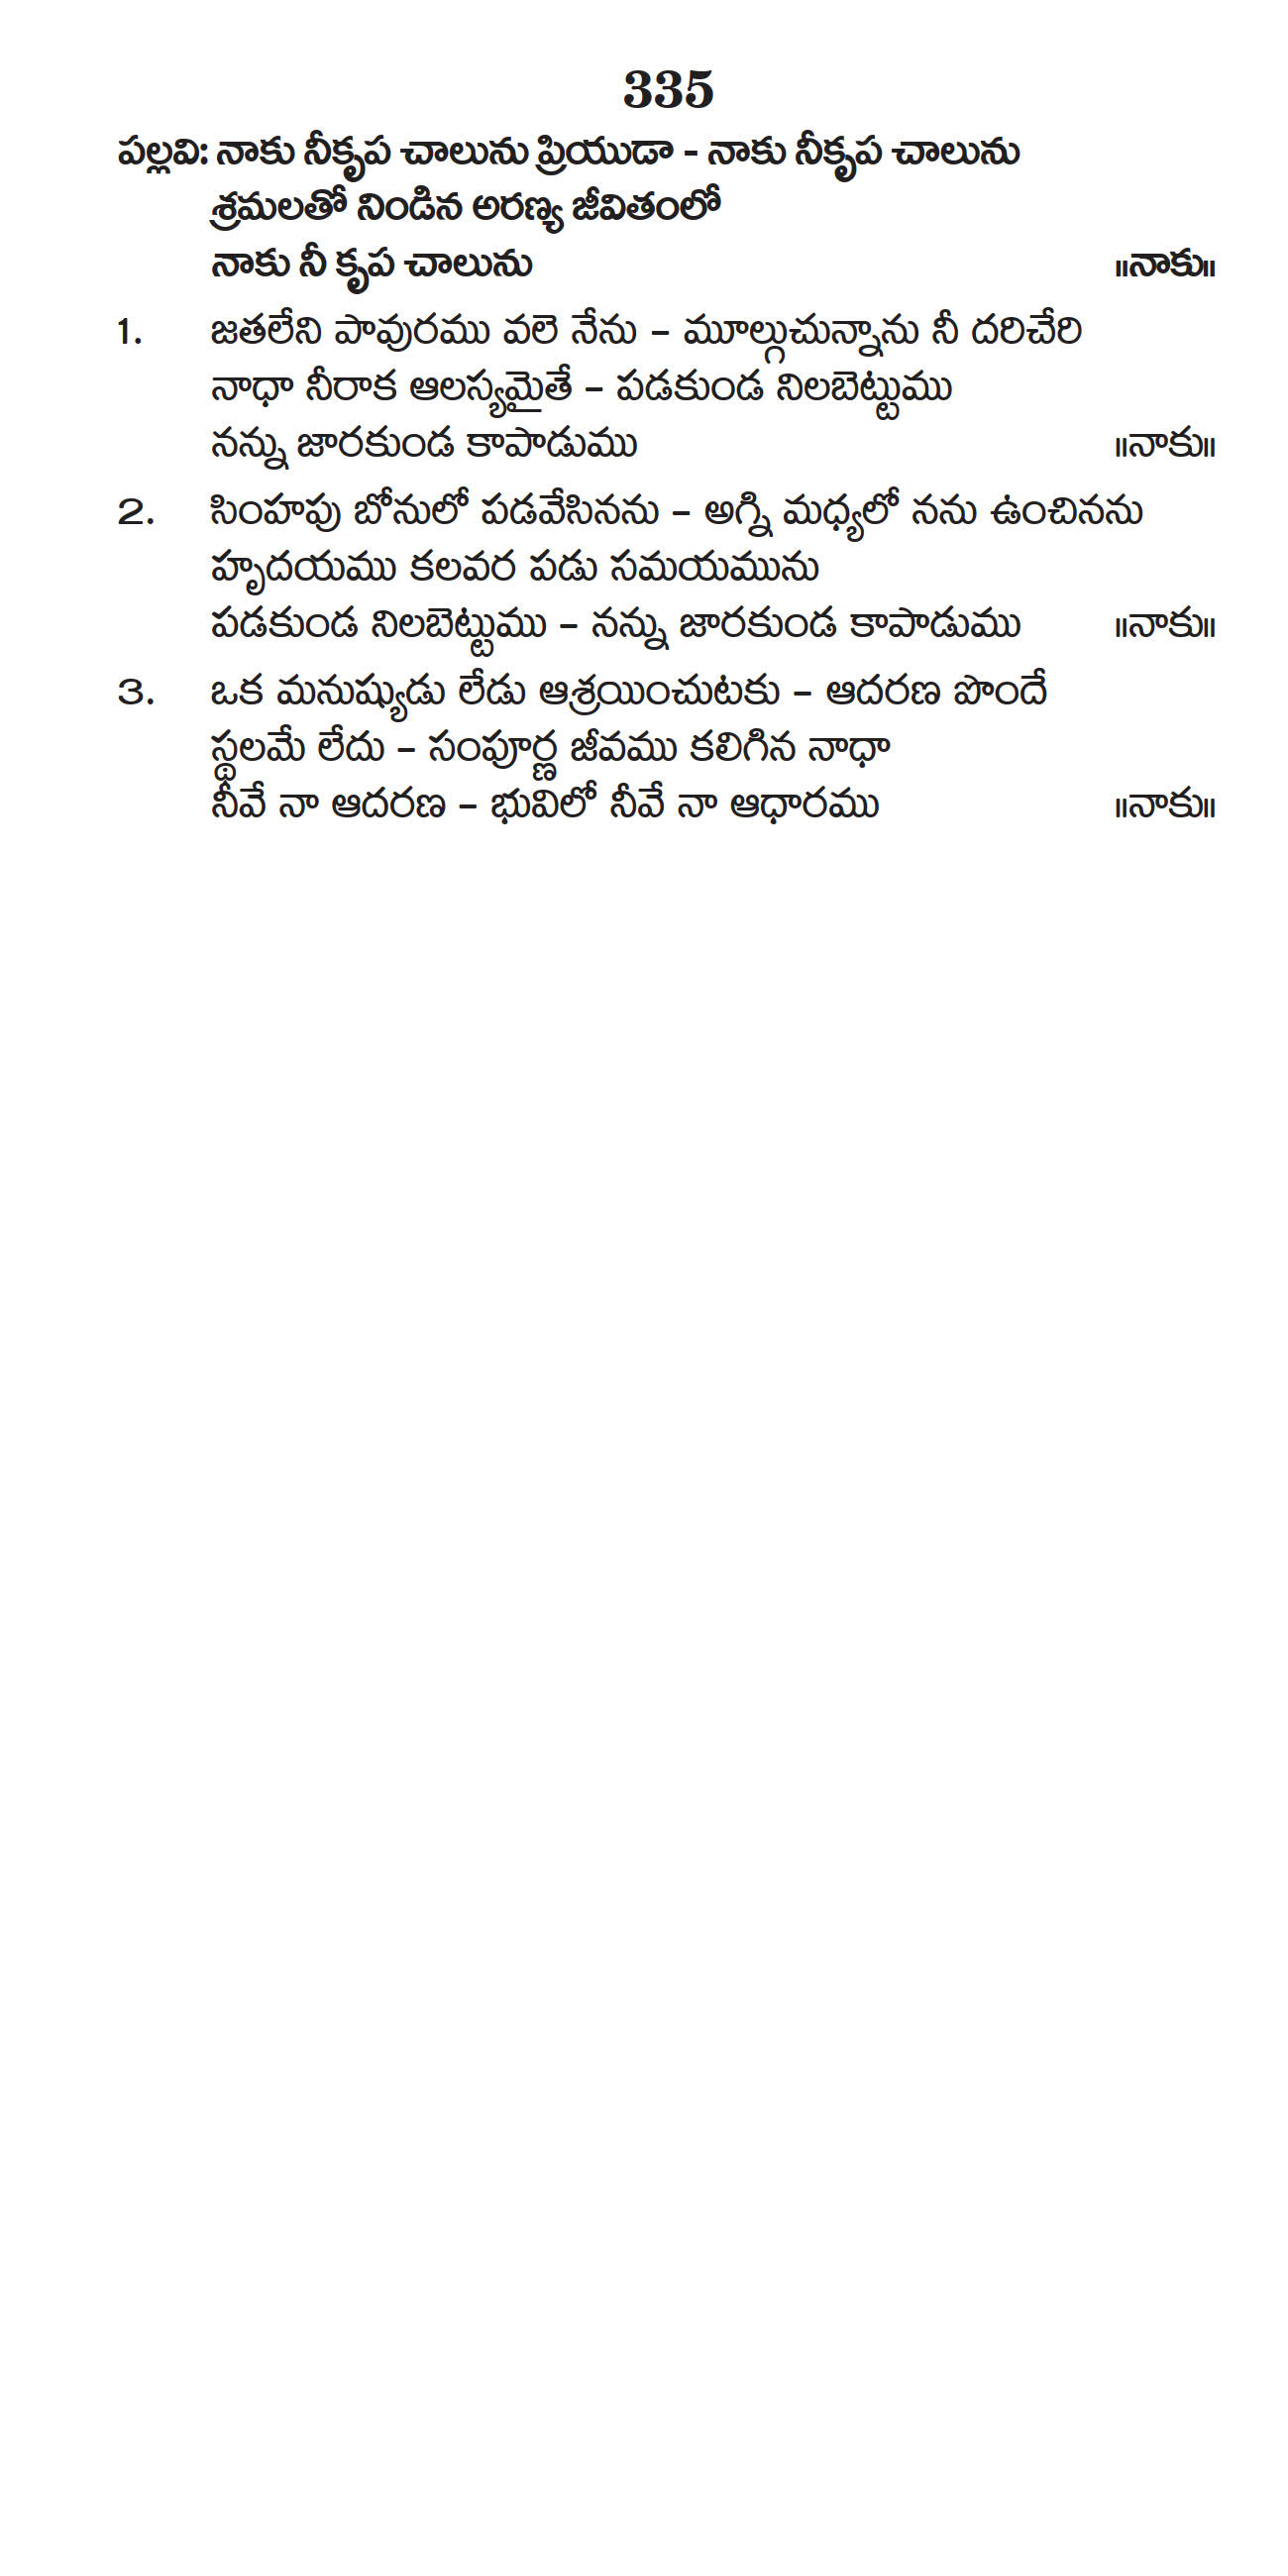 335
పల్లవి: నాకు నీకృప చాలును ప్రియుడా - నాకు నీకృప చాలును
శ్రమలతో నిండిన అరణ్య జీవితంలో
నాకు నీ కృప చాలును ॥నాకు॥
1. జతలేని పావురము వలె నేను – మూల్గుచున్నాను నీ దరిచేరి
నాధా నీరాక ఆలస్యమైతే – పడకుండ నిలబెట్టుము
నన్ను జారకుండ కాపాడుము ॥నాకు॥
2. సింహపు బోనులో పడవేసినను – అగ్ని మధ్యలో నను ఉంచినను
హృదయము కలవర పడు సమయమును
పడకుండ నిలబెట్టుము – నన్ను జారకుండ కాపాడుము ॥నాకు॥
3. ఒక మనుష్యుడు లేడు ఆశ్రయించుటకు – ఆదరణ పొందే
స్థలమే లేదు – సంపూర్ణ జీవము కలిగిన నాధా
నీవే నా ఆదరణ – భువిలో నీవే నా ఆధారము ॥నాకు॥